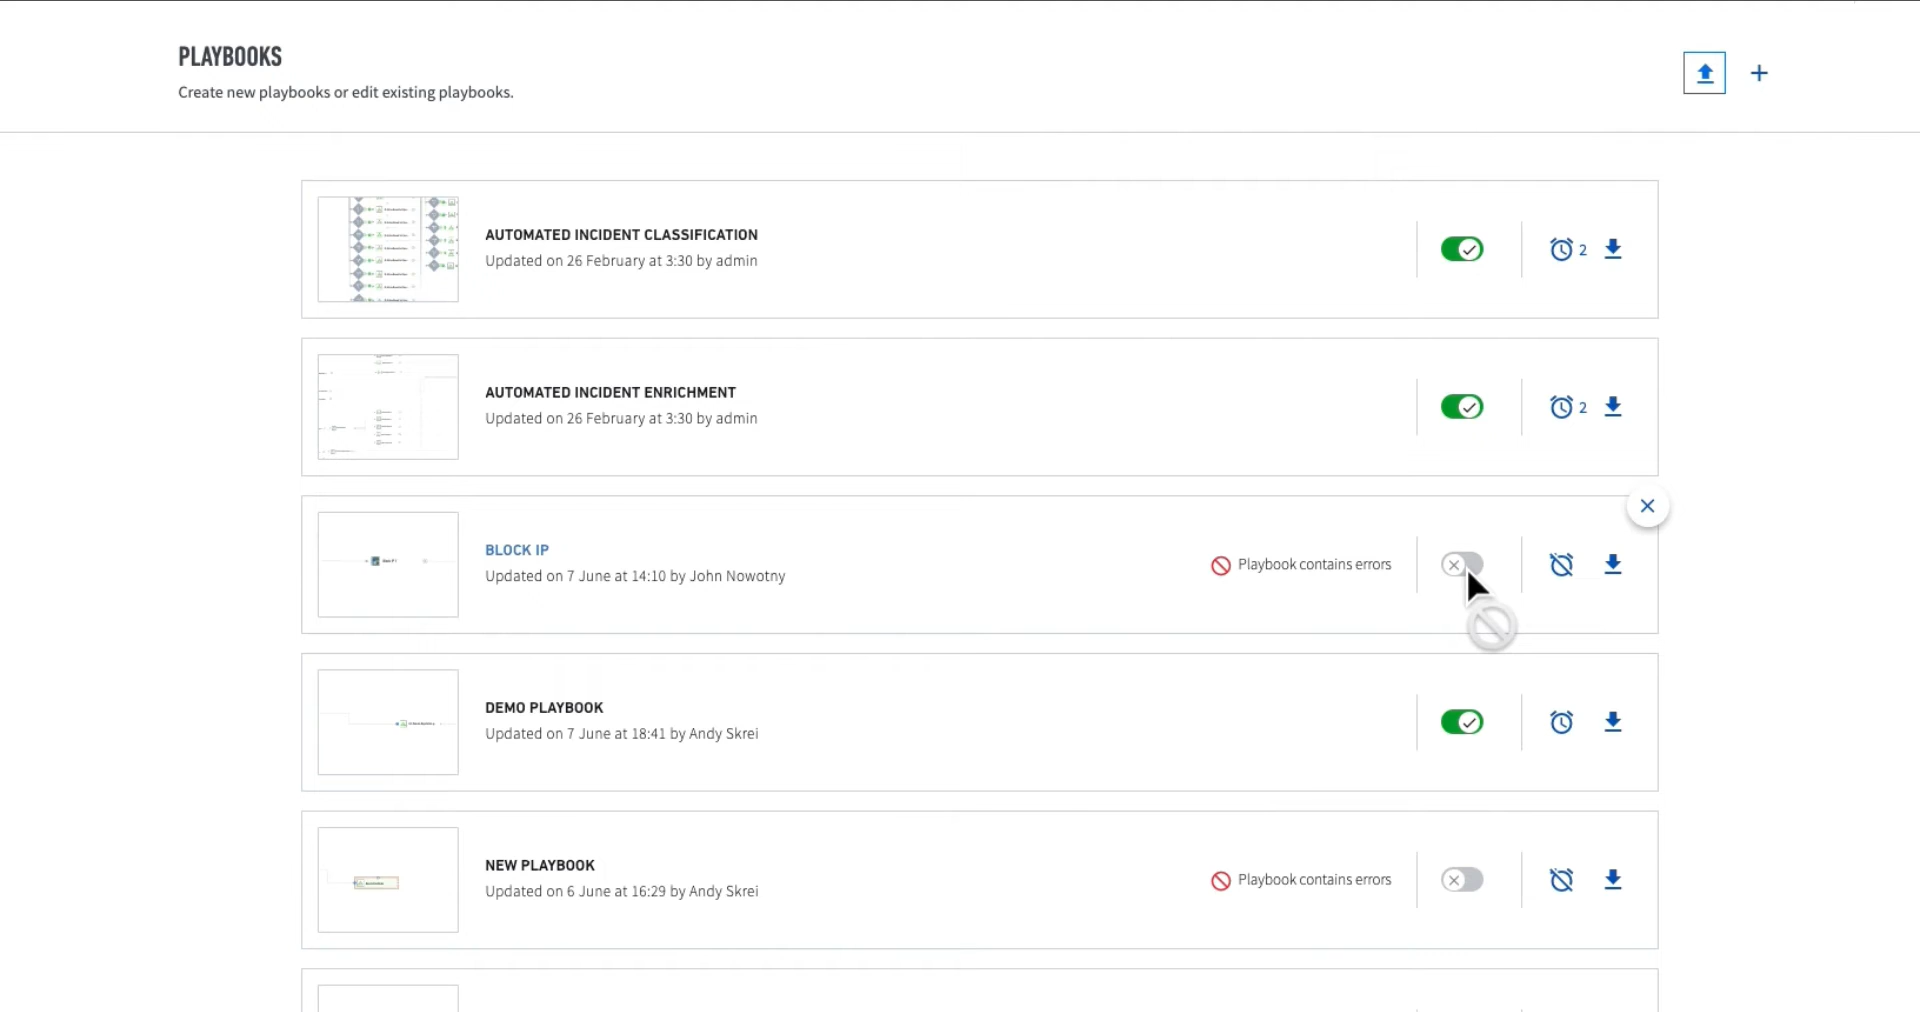 PLAYBOOKS
Create new playbooks or edit existing playbooks.
AUTOMATED INCIDENT CLASSIFICATION
Updated on 26 February at 3:30 by admin
2
AUTOMATED INCIDENT ENRICHMENT
Updated on 26 February at 3:30 by admin
2
BLOCK IP
Updated on 7 June at 14:10 by John Nowotny
Playbook contains errors
DEMO PLAYBOOK
Updated on 7 June at 18:41 by Andy Skrei
NEW PLAYBOOK
Updated on 6 June at 16:29 by Andy Skrei
Playbook contains errors